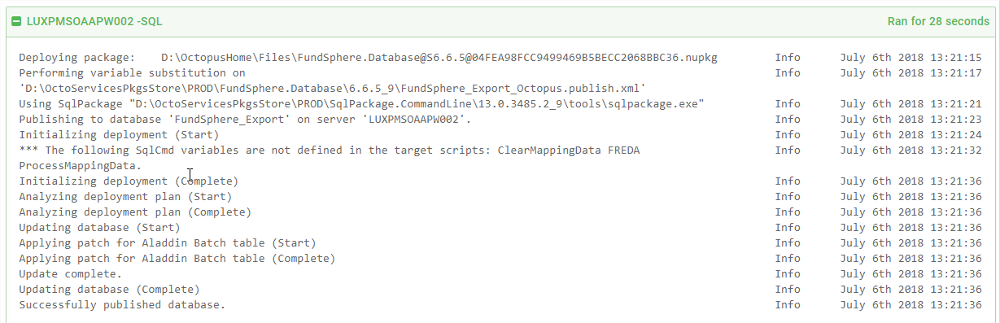 LUXPMSOAAPW002 -SQL Ran for 28 seconds
Deploying package: D:\OctopusHome\Files\FundSphere.Database@S6.6.5@04FEA98FCC9499469B5BECC2068BBC36.nupkg Info July 6th 2018 13:21:15
Performing variable substitution on Info July 6th 2018 13:21:17
'D:\OctoServicesPkgsStore\PROD\FundSphere.Database\6.6.5_9\FundSphere_Export_Octopus.publish.xml'
Using SqlPackage "D:\OctoServicesPkgsStore\PROD\SqlPackage.CommandLine\13.0.3485.2_9\tools\sqlpackage.exe" Info July 6th 2018 13:21:21
Publishing to database 'FundSphere_Export' on server 'LUXPMSOAAPW002'. Info July 6th 2018 13:21:23
Initializing deployment (Start) Info July 6th 2018 13:21:24
*** The following SqlCmd variables are not defined in the target scripts: ClearMappingData FREDA Info July 6th 2018 13:21:32
ProcessMappingData.
Initializing deployment (Complete) Info July 6th 2018 13:21:36
Analyzing deployment plan (Start) Info July 6th 2018 13:21:36
Analyzing deployment plan (Complete) Info July 6th 2018 13:21:36
Updating database (Start) Info July 6th 2018 13:21:36
Applying patch for Aladdin Batch table (Start) Info July 6th 2018 13:21:36
Applying patch for Aladdin Batch table (Complete) Info July 6th 2018 13:21:36
Update complete. Info July 6th 2018 13:21:36
Updating database (Complete) Info July 6th 2018 13:21:36
Successfully published database. Info July 6th 2018 13:21:36